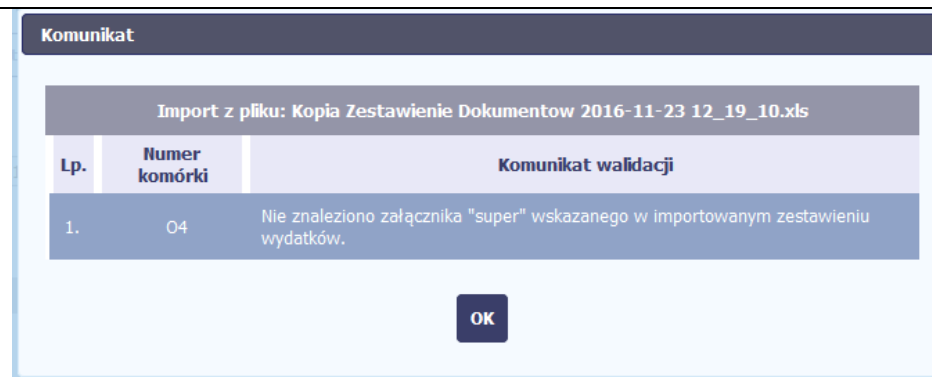 Komunikat
Import z pliku: Kopia Zestawienie Dokumentow 2016-11-23 12_19_10.xls
Lp.
Numer
komórki
Komunikat walidacji
1.
O4
Nie znaleziono załącznika "super" wskazanego w importowanym zestawieniu
wydatków.
OK